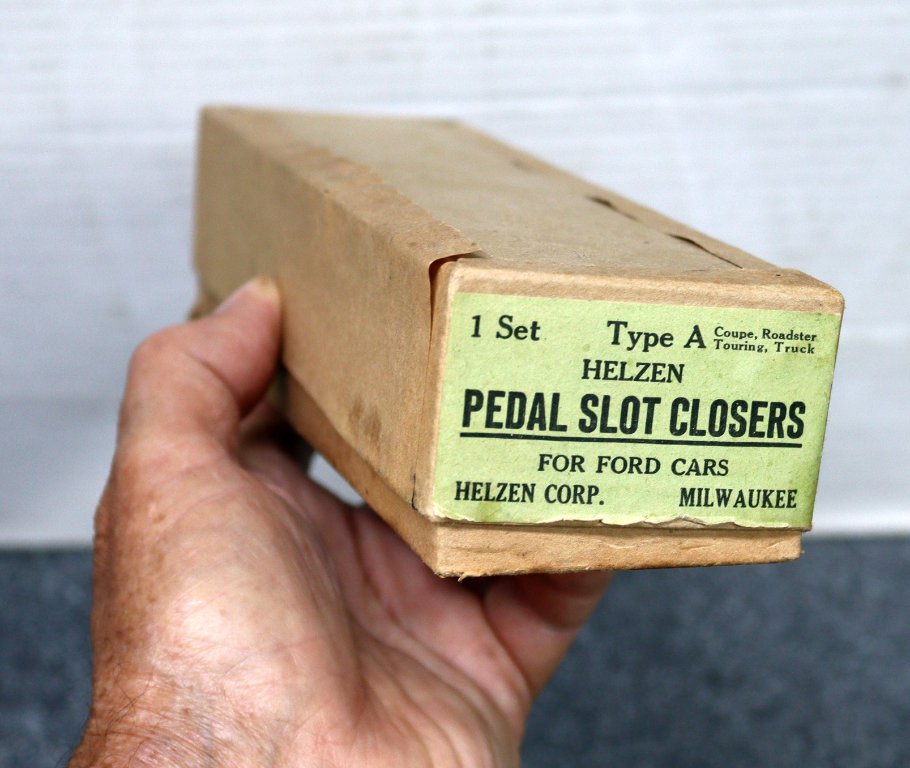 1 Set Type A Coupe, Roadster
Touring, Truck
HELZEN
PEDAL SLOT CLOSERS
FOR FORD CARS
HELZEN CORP. MILWAUKEE